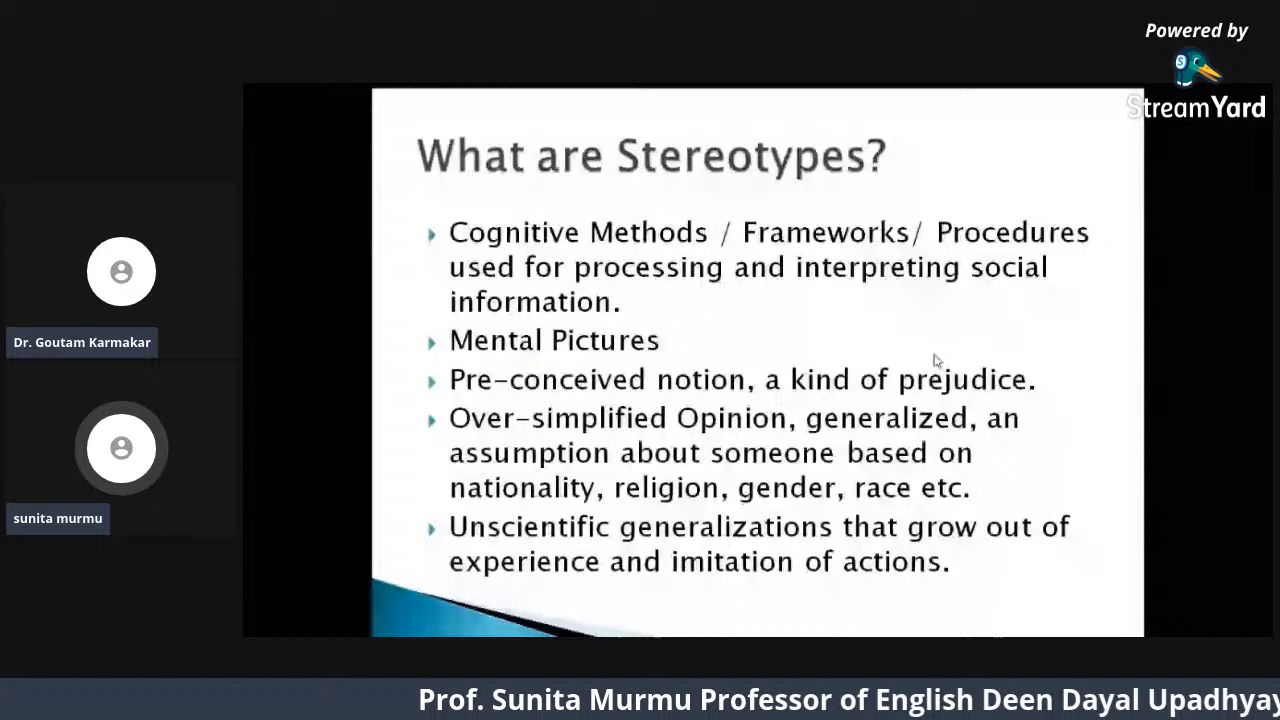 Powered by
StreamYard
What are Stereotypes?
Cognitive Methods / Frameworks/ Procedures
used for processing and interpreting social
information.
Mental Pictures
Pre-conceived notion, a kind of prejudice.
Over-simplified Opinion, generalized, an
assumption about someone based on
nationality, religion, gender, race etc.
Unscientific generalizations that grow out of
experience and imitation of actions.
Dr. Goutam Karmakar
sunita murmu
Prof. Sunita Murmu Professor of English Deen Dayal Upadhyay